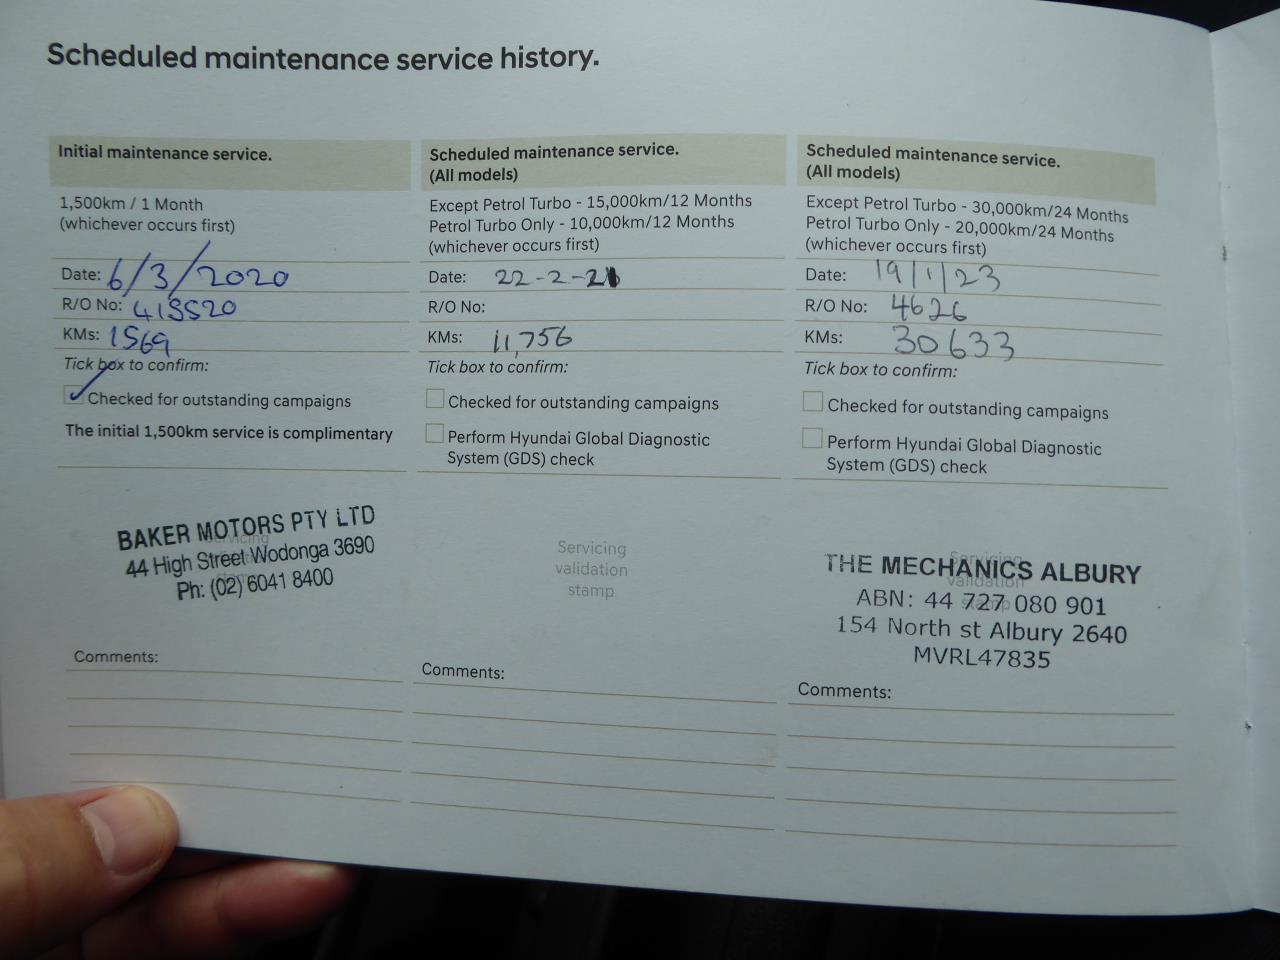 Scheduled maintenance service history.
Initial maintenance service.
1,500km / 1 Month
(whichever occurs first)
Date: 6/3/2020
R/O No: 413520
KMs: 1569
Tick box to confirm:
Checked for outstanding campaigns
The initial 1,500km service is complimentary
BAKER MOTORS PTY LTD
44 High Street Wodonga 3690
Ph: (02) 6041 8400
Comments:
Scheduled maintenance service.
(All models)
Except Petrol Turbo - 15,000km/12 Months
Petrol Turbo Only - 10,000km/12 Months
(whichever occurs first)
Date: 22-2-21
R/O No:
KMs: 11,756
Tick box to confirm:
Checked for outstanding campaigns
Perform Hyundai Global Diagnostic
System (GDS) check
Servicing
validation
stamp
Comments:
Scheduled maintenance service.
(All models)
Except Petrol Turbo - 30,000km/24 Months
Petrol Turbo Only - 20,000km/24 Months
(whichever occurs first)
Date: 19/1/23
R/O No: 4626
KMs: 30633
Tick box to confirm:
Checked for outstanding campaigns
Perform Hyundai Global Diagnostic
System (GDS) check
Servicing
validation
stamp
THE MECHANICS ALBURY
ABN: 44 727 080 901
154 North st Albury 2640
MVRL47835
Comments: